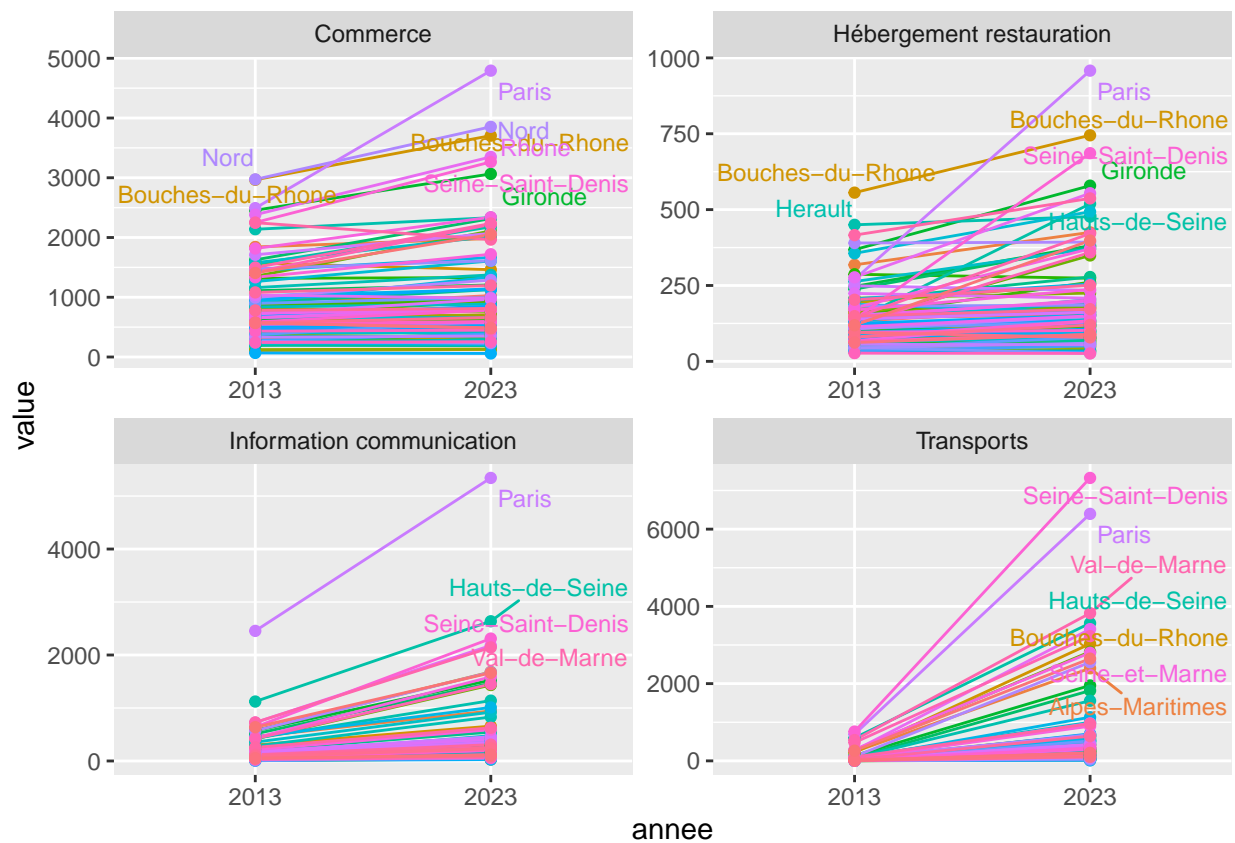 Commerce
5000
4000
3000
2000
1000
0
Paris
Nord
Nord
Bouches−du−Rhone
Rhone
Bouches−du−Rhone
Seine−Saint−Denis
Gironde
2013
2023
Hébergement restauration
1000
750
500
250
0
Paris
Bouches−du−Rhone
Seine−Saint−Denis
Bouches−du−Rhone
Gironde
Herault
Hauts−de−Seine
2013
2023
value
Information communication
4000
2000
0
Paris
Hauts−de−Seine
Seine−Saint−Denis
Val−de−Marne
2013
2023
Transports
6000
4000
2000
0
Seine−Saint−Denis
Paris
Val−de−Marne
Hauts−de−Seine
Bouches−du−Rhone
Seine−et−Marne
Alpes−Maritimes
2013
2023
annee